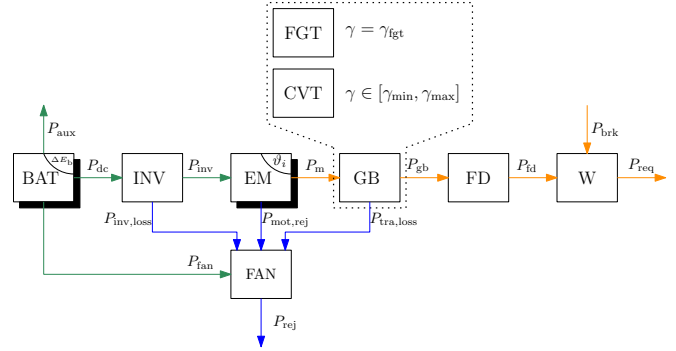 FGT γ = γ_fgt
CVT γ ∈ [γ_min, γ_max]
P_aux P_brk
ΔE_b ϑ_i
BAT P_dc INV P_inv EM P_m GB P_gb FD P_fd W P_req
P_inv,loss P_mot,rej P_tra,loss
P_fan FAN
P_rej